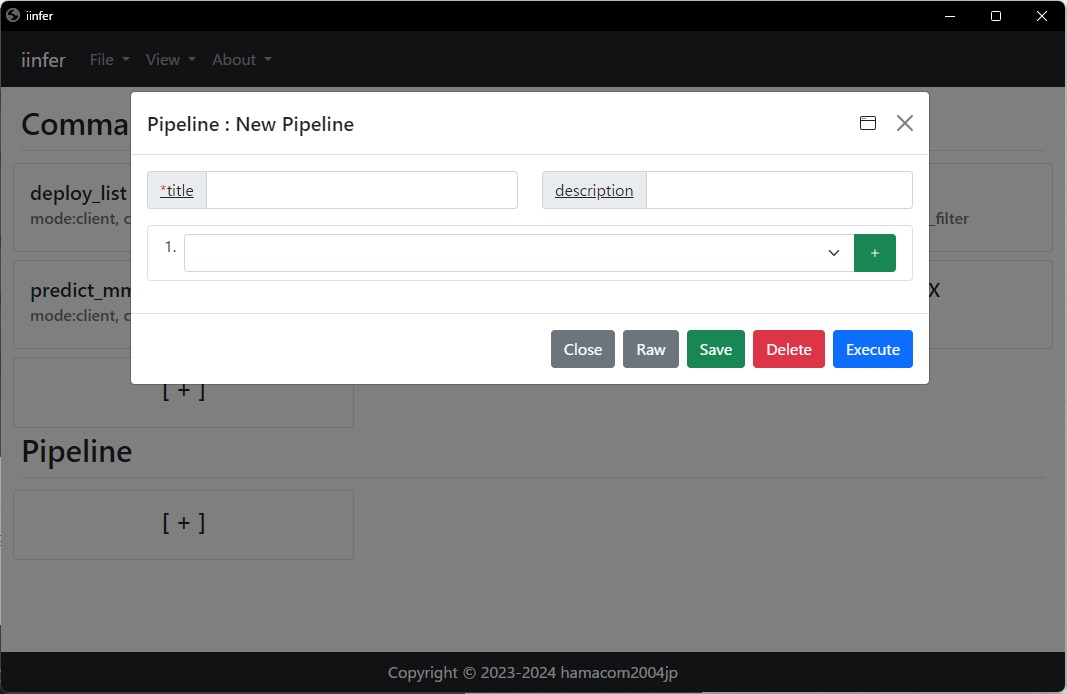 iinfer
iinfer File View About
Pipeline : New Pipeline
*title description
1. +
Close Raw Save Delete Execute
Comma
deploy_list
mode:client, c _filter
predict_mm X
mode:client, c
[ + ]
Pipeline
[ + ]
Copyright © 2023-2024 hamacom2004jp